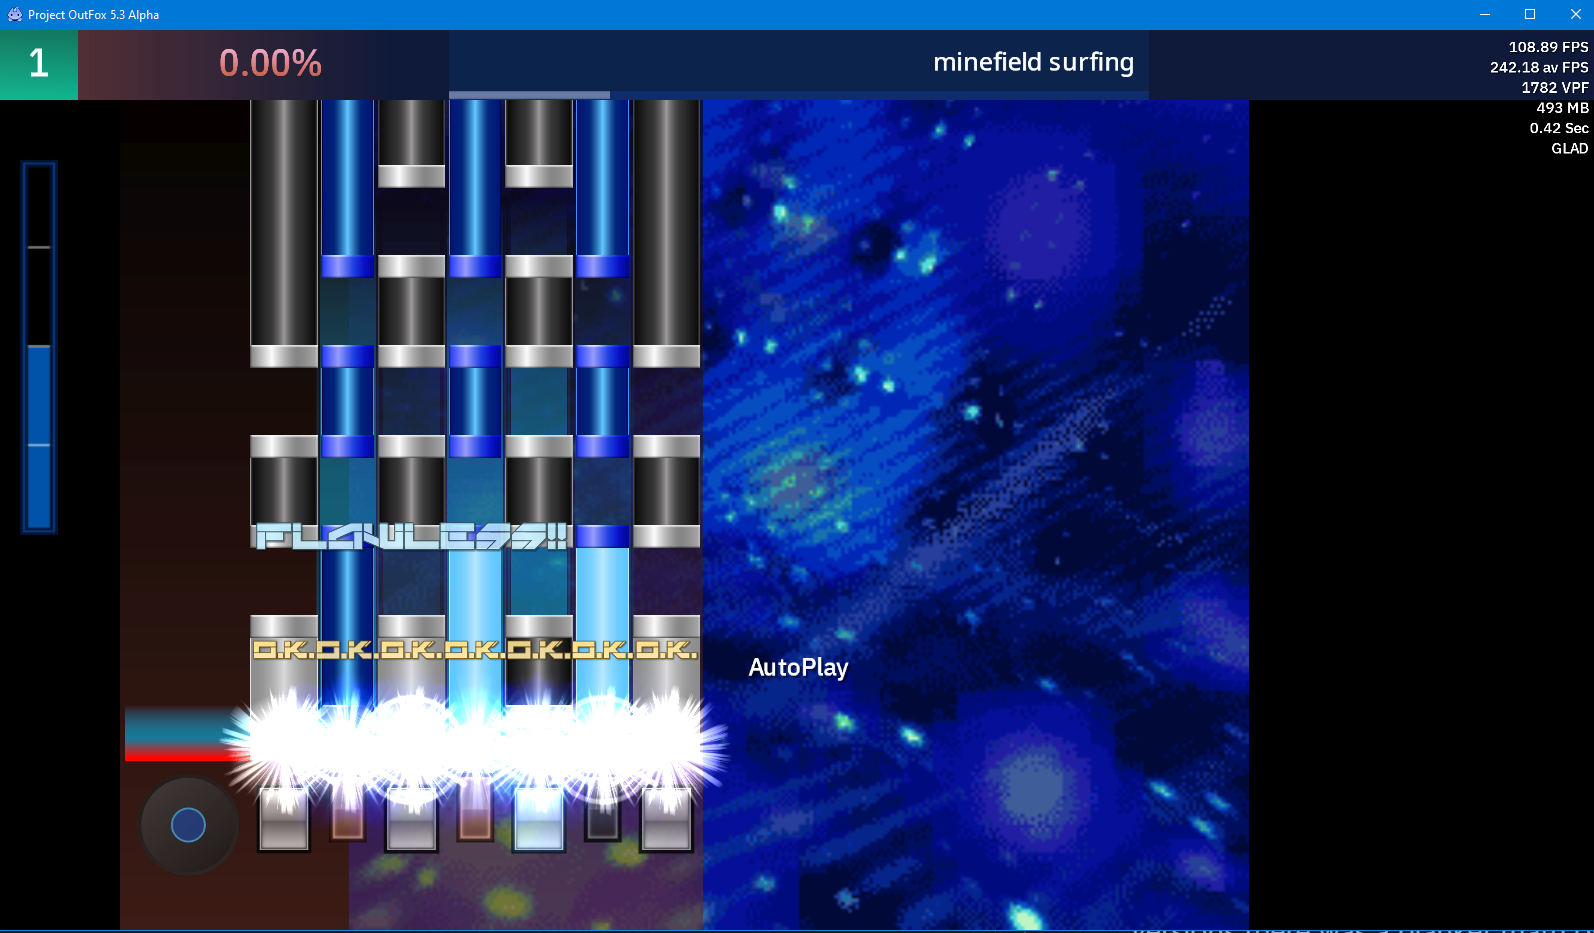 Project OutFox 5.3 Alpha
1
0.00%
minefield surfing
108.89 FPS
242.18 av FPS
1782 VPF
493 MB
0.42 Sec
GLAD
FLAWLESS!!
O.K.O.K.O.K.O.K.O.K.O.K.O.K.
AutoPlay